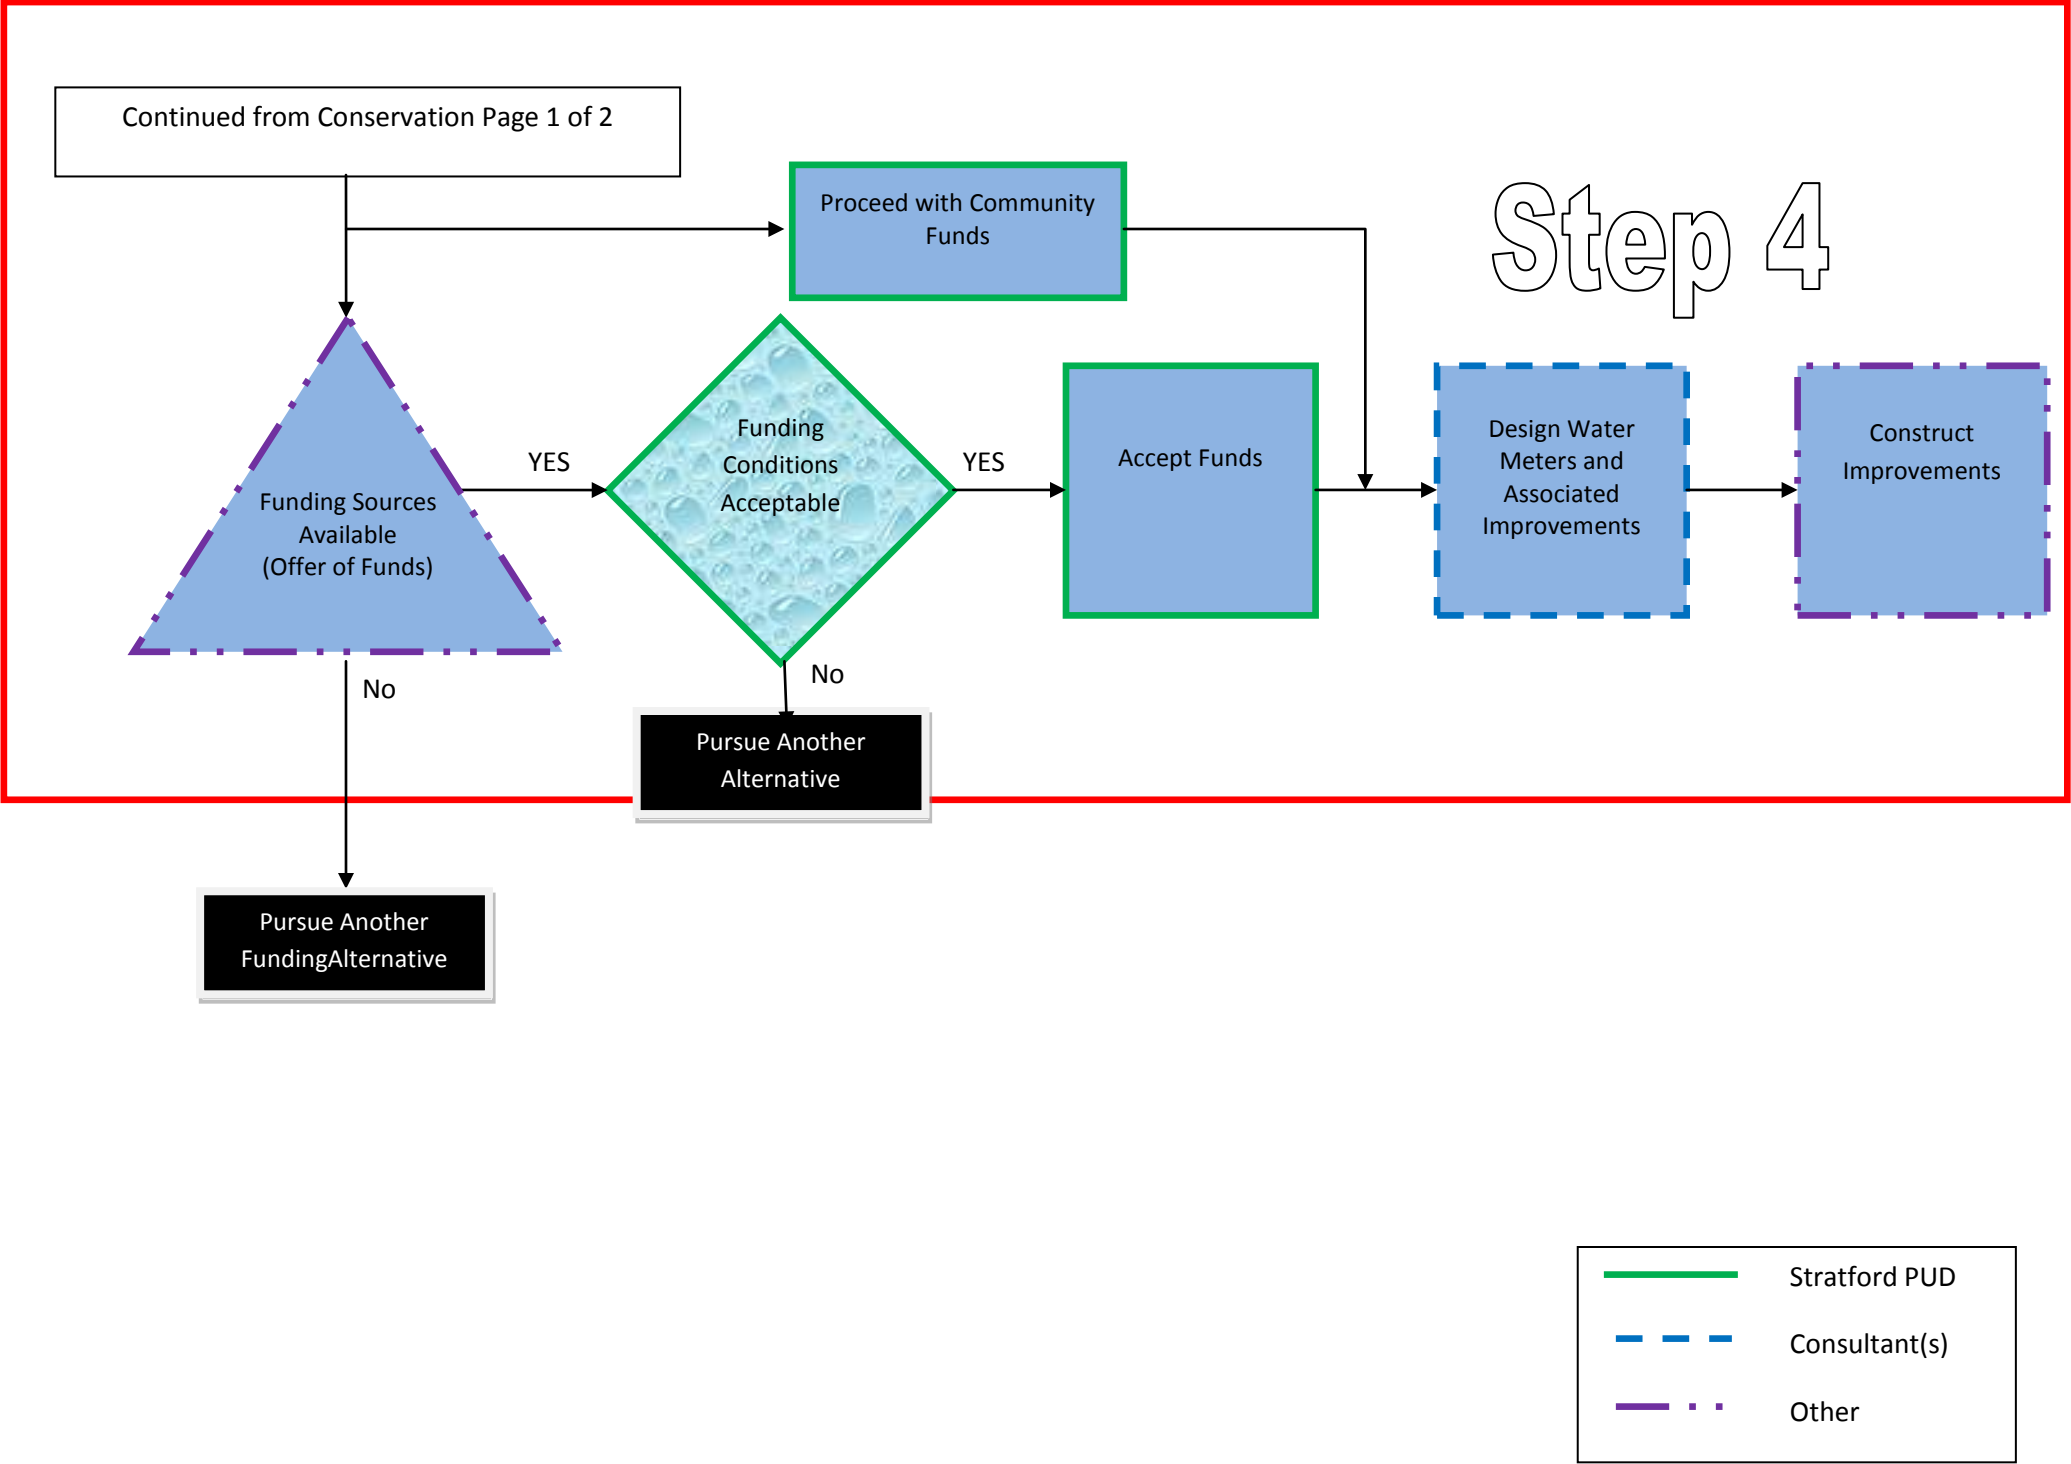 Continued from Conservation Page 1 of 2
Proceed with Community
Funds
Step 4
Funding Sources
Available
(Offer of Funds)
YES
Funding
Conditions
Acceptable
YES
Accept Funds
Design Water
Meters and
Associated
Improvements
Construct
Improvements
No
No
Pursue Another
Alternative
Pursue Another
FundingAlternative
Stratford PUD
Consultant(s)
Other